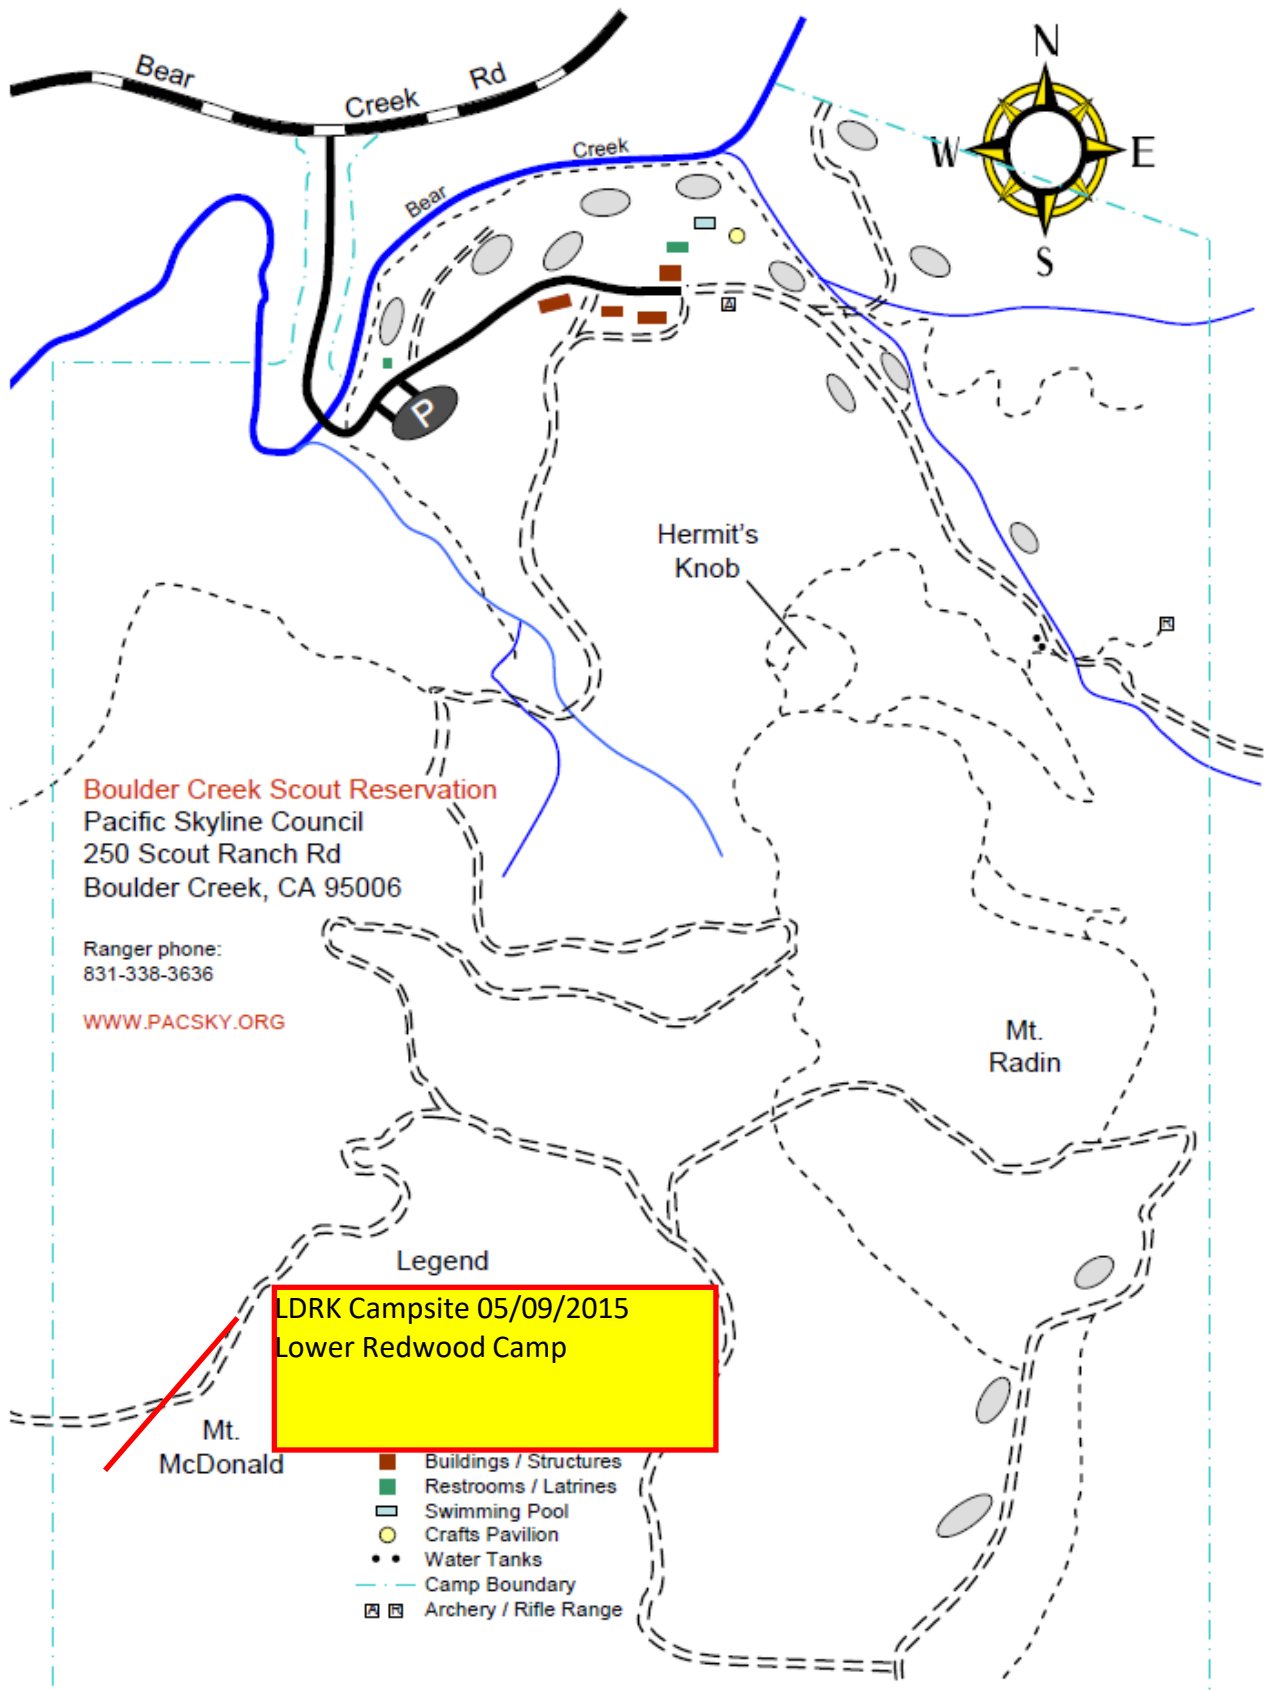 Bear Creek Rd
N
W E
S
Bear Creek
A
P
Hermit's
Knob
R
Boulder Creek Scout Reservation
Pacific Skyline Council
250 Scout Ranch Rd
Boulder Creek, CA 95006
Ranger phone:
831-338-3636
WWW.PACSKY.ORG
Mt.
Radin
Legend
LDRK Campsite 05/09/2015
Lower Redwood Camp
Mt.
McDonald
Buildings / Structures
Restrooms / Latrines
Swimming Pool
Crafts Pavilion
Water Tanks
Camp Boundary
A R Archery / Rifle Range